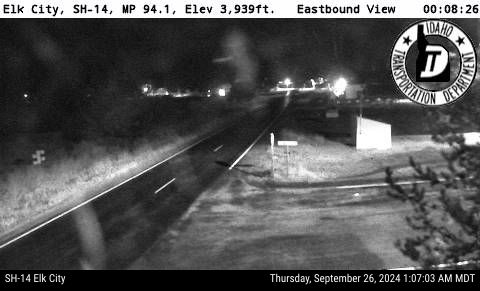 Elk City, SH-14, MP 94.1, Elev 3,939ft. Eastbound View 00:08:26
IDAHO
TRANSPORTATION DEPARTMENT
SH-14 Elk City Thursday, September 26, 2024 1:07:03 AM MDT